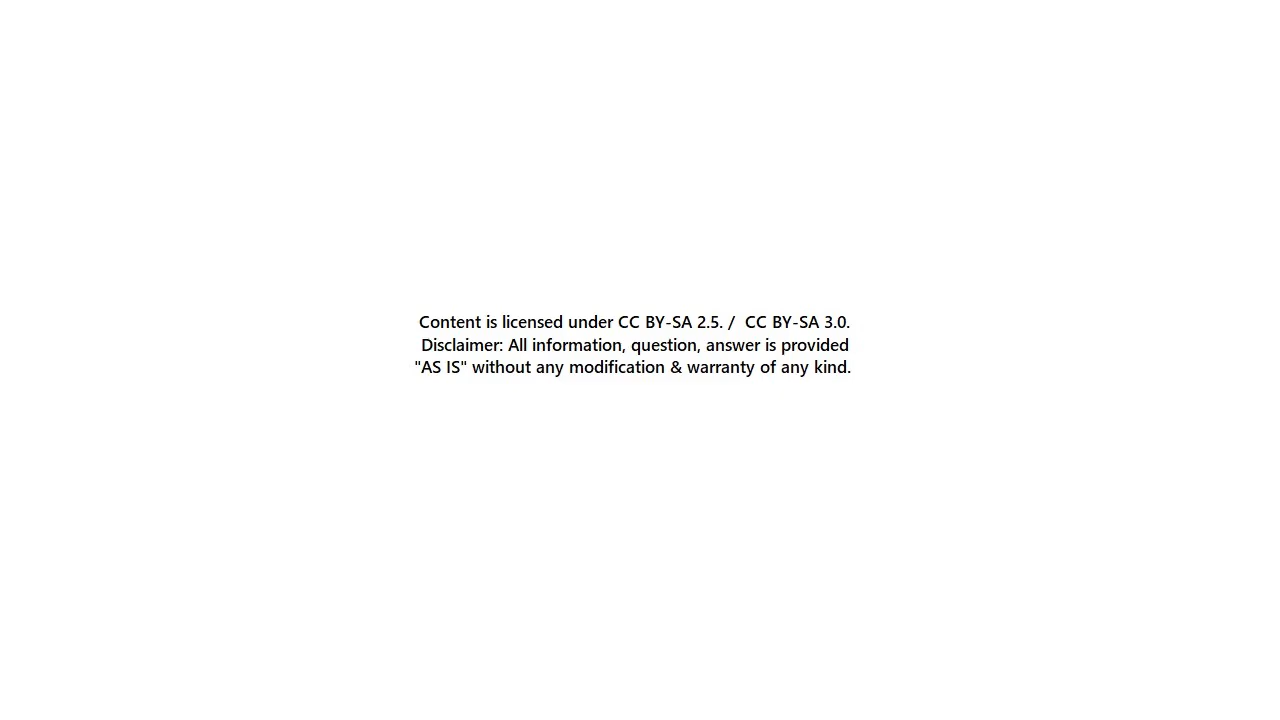 Content is licensed under CC BY-SA 2.5. /  CC BY-SA 3.0.
Disclaimer: All information, question, answer is provided
"AS IS" without any modification & warranty of any kind.